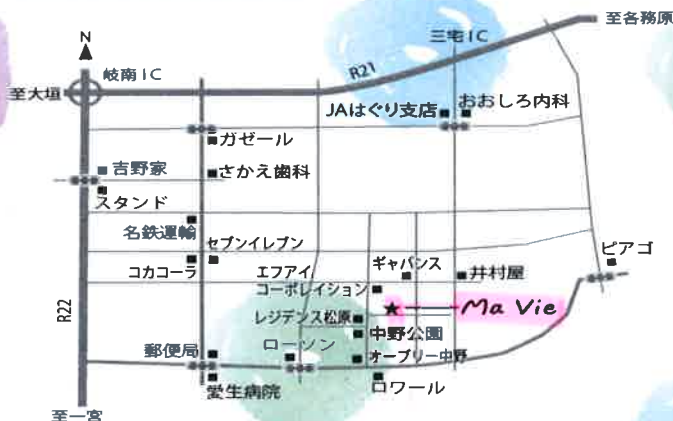 至各務原
三宅IC
N
岐南IC
R21
至大垣
JAはぐり支店
おおしろ内科
ガゼール
吉野家
さかえ歯科
スタンド
名鉄運輸
セブンイレブン
ピアゴ
コカコーラ
エフアイ
コーポレイション
ギャバンス
井村屋
R22
レジデンス松原
Ma Vie
中野公園
郵便局
ローソン
オーブリー中野
愛生病院
ロワール
至一宮